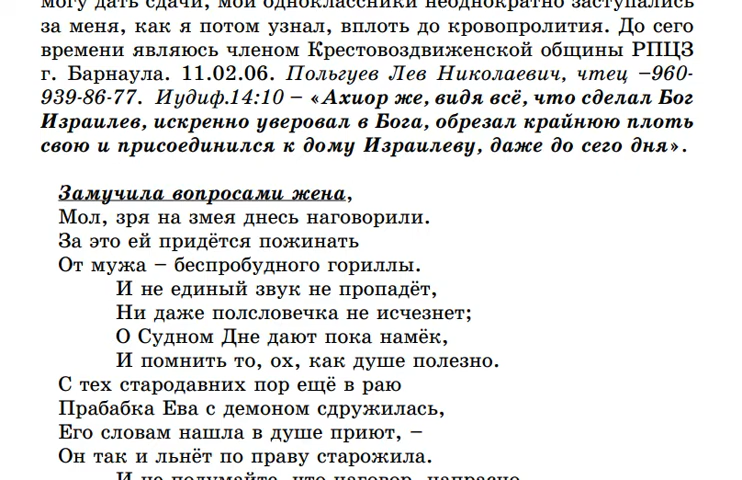 могу дать сдачи, мои одноклассники неоднократно заступались
за меня, как я потом узнал, вплоть до кровопролития. До сего
времени являюсь членом Крестовоздвиженской общины РПЦЗ
г. Барнаула. 11.02.06. Польгуев Лев Николаевич, чтец –960-
939-86-77. Иудиф.14:10 – «Ахиор же, видя всё, что сделал Бог
Израилев, искренно уверовал в Бога, обрезал крайнюю плоть
свою и присоединился к дому Израилеву, даже до сего дня».
Замучила вопросами жена,
Мол, зря на змея днесь наговорили.
За это ей придётся пожинать
От мужа – беспробудного гориллы.
И не единый звук не пропадёт,
Ни даже полсловечка не исчезнет;
О Судном Дне дают пока намёк,
И помнить то, ох, как душе полезно.
С тех стародавних пор ещё в раю
Прабабка Ева с демоном сдружилась,
Его словам нашла в душе приют, –
Он так и льнёт по праву старожила.
И не подумайте, что наговор, напрасно